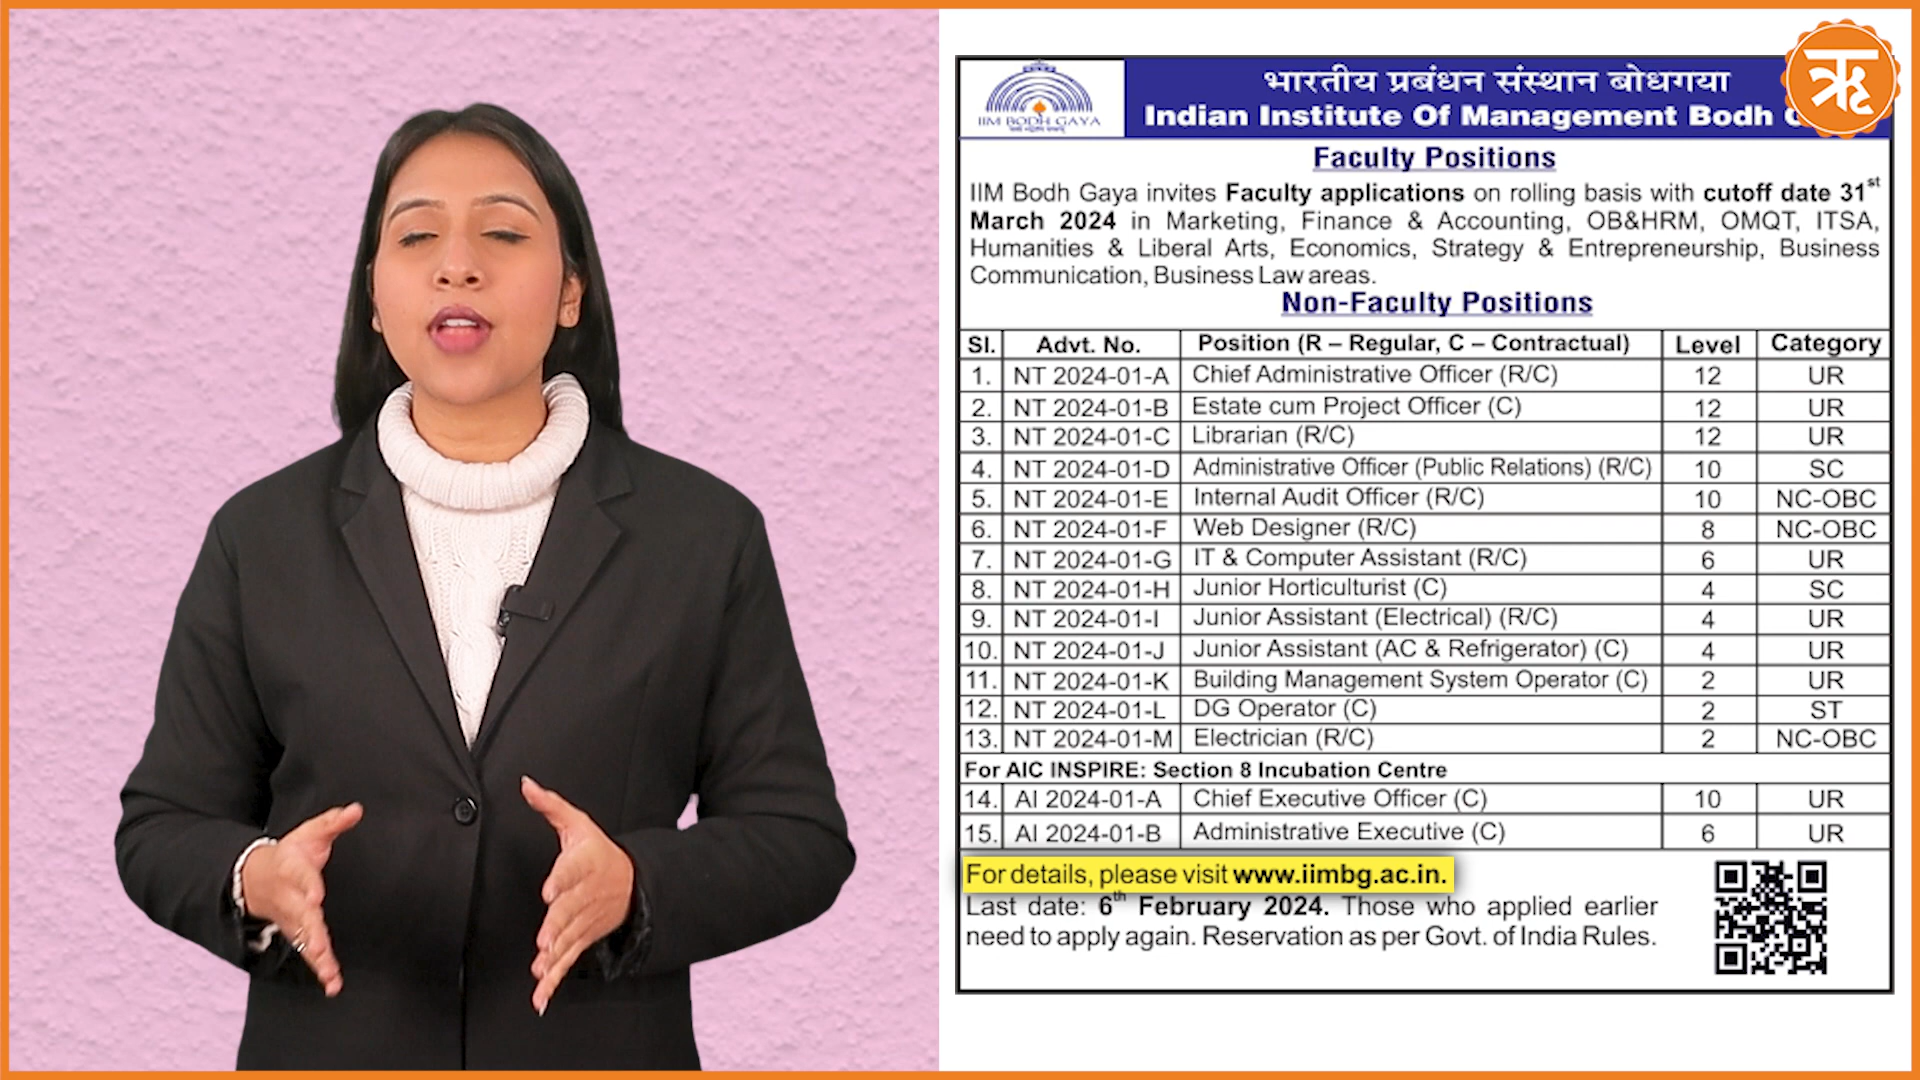 ऋ
IIM BODH GAYA
भारतीय प्रबंधन संस्थान बोधगया
Indian Institute Of Management Bodh
Faculty Positions
IIM Bodh Gaya invites Faculty applications on rolling basis with cutoff date 31st
March 2024 in Marketing, Finance & Accounting, OB&HRM, OMQT, ITSA,
Humanities & Liberal Arts, Economics, Strategy & Entrepreneurship, Business
Communication, Business Law areas.
Non-Faculty Positions
Sl. Advt. No. Position (R – Regular, C – Contractual) Level Category
1. NT 2024-01-A Chief Administrative Officer (R/C) 12 UR
2. NT 2024-01-B Estate cum Project Officer (C) 12 UR
3. NT 2024-01-C Librarian (R/C) 12 UR
4. NT 2024-01-D Administrative Officer (Public Relations) (R/C) 10 SC
5. NT 2024-01-E Internal Audit Officer (R/C) 10 NC-OBC
6. NT 2024-01-F Web Designer (R/C) 8 NC-OBC
7. NT 2024-01-G IT & Computer Assistant (R/C) 6 UR
8. NT 2024-01-H Junior Horticulturist (C) 4 SC
9. NT 2024-01-I Junior Assistant (Electrical) (R/C) 4 UR
10. NT 2024-01-J Junior Assistant (AC & Refrigerator) (C) 4 UR
11. NT 2024-01-K Building Management System Operator (C) 2 UR
12. NT 2024-01-L DG Operator (C) 2 ST
13. NT 2024-01-M Electrician (R/C) 2 NC-OBC
For AIC INSPIRE: Section 8 Incubation Centre
14. AI 2024-01-A Chief Executive Officer (C) 10 UR
15. AI 2024-01-B Administrative Executive (C) 6 UR
For details, please visit www.iimbg.ac.in.
Last date: 6th February 2024. Those who applied earlier
need to apply again. Reservation as per Govt. of India Rules.